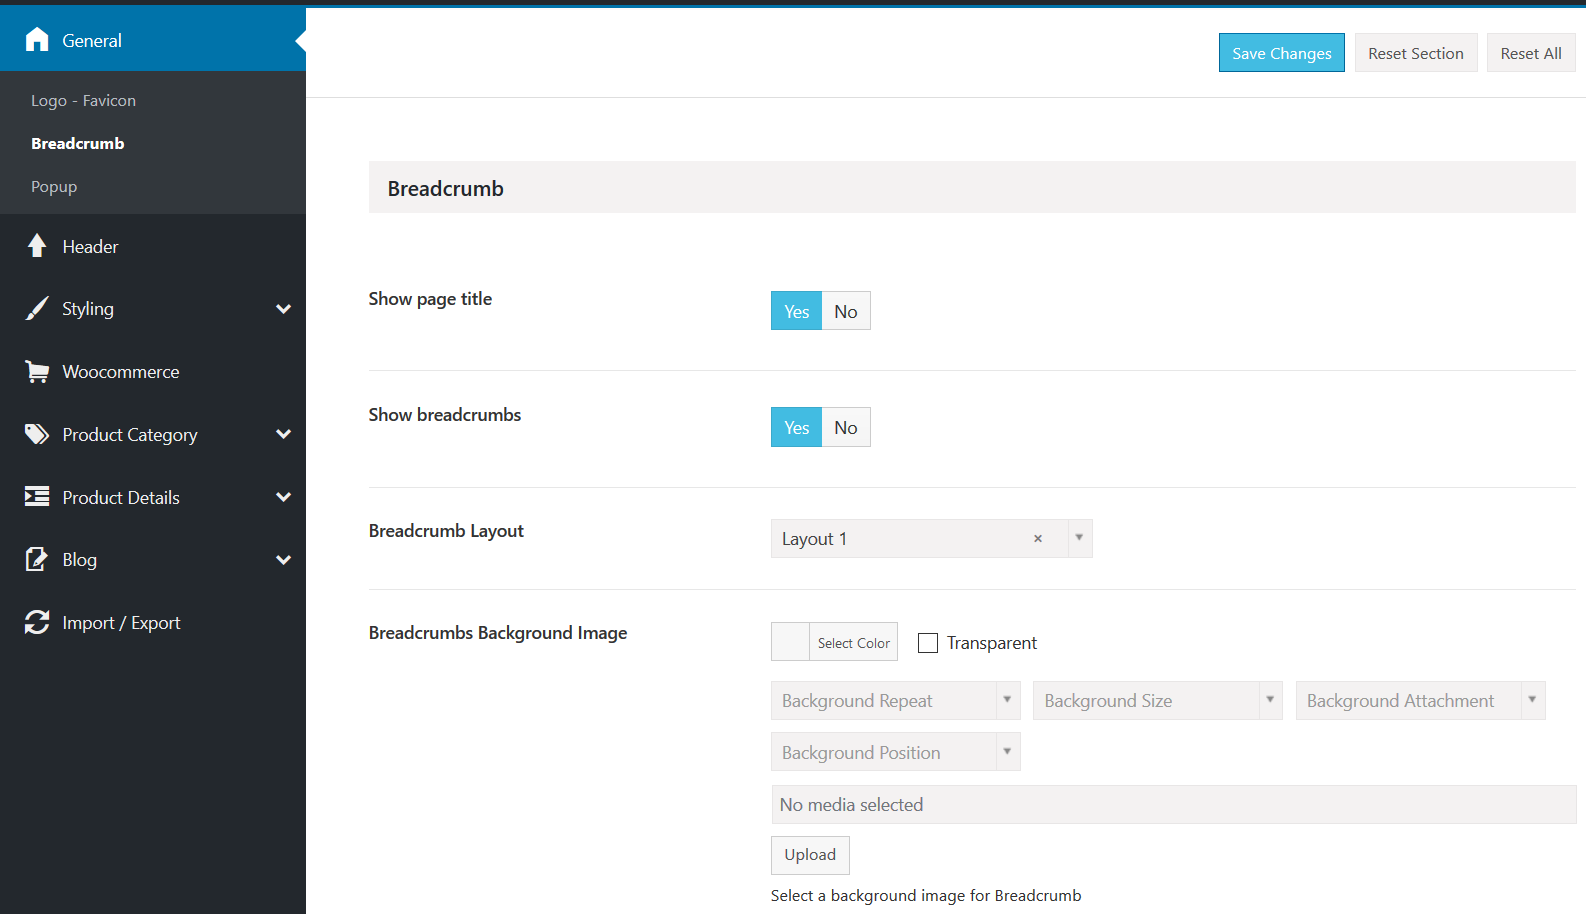 General
Logo - Favicon
Breadcrumb
Popup
Header
Styling
Woocommerce
Product Category
Product Details
Blog
Import / Export
Save Changes
Reset Section
Reset All
Breadcrumb
Show page title
Yes No
Show breadcrumbs
Yes No
Breadcrumb Layout
Layout 1 ×
Breadcrumbs Background Image
Select Color
Transparent
Background Repeat
Background Size
Background Attachment
Background Position
No media selected
Upload
Select a background image for Breadcrumb